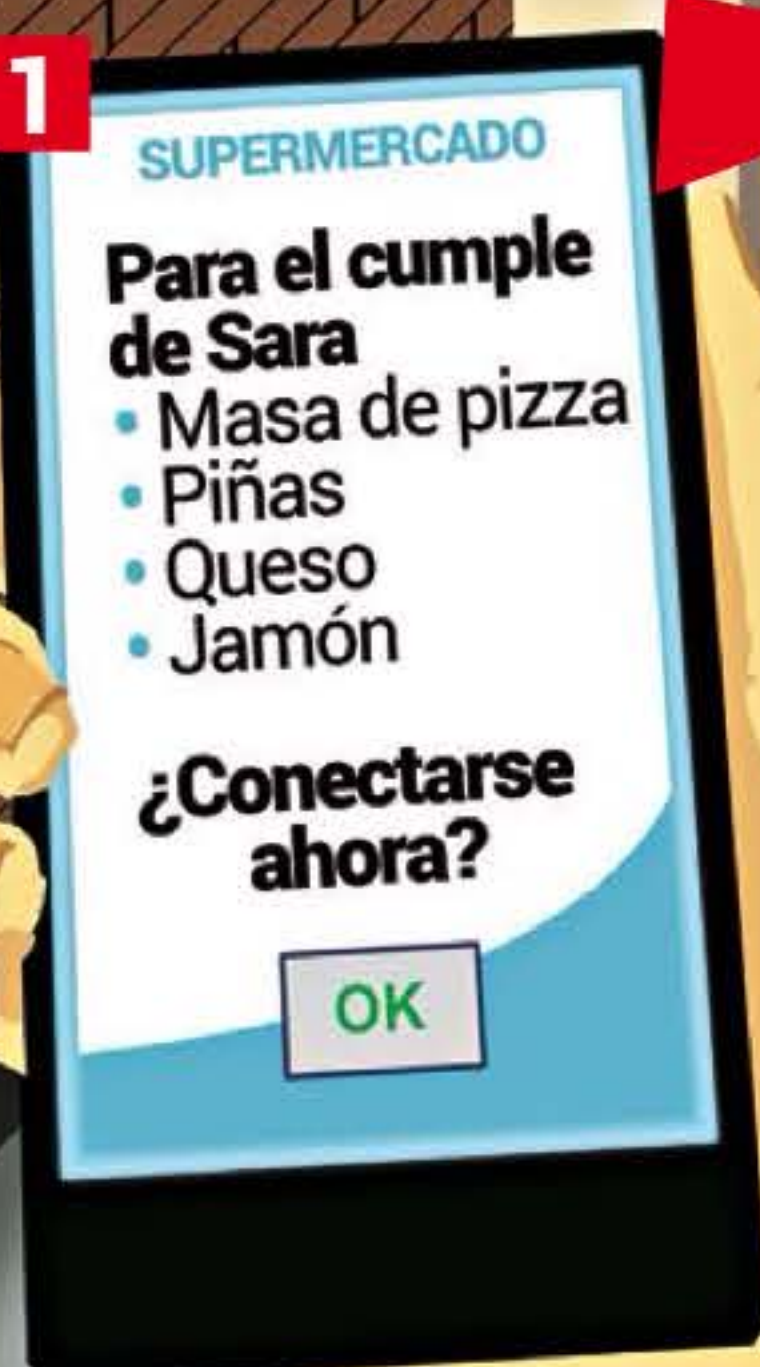 1
SUPERMERCADO
Para el cumple
de Sara
• Masa de pizza
• Piñas
• Queso
• Jamón
¿Conectarse
ahora?
OK